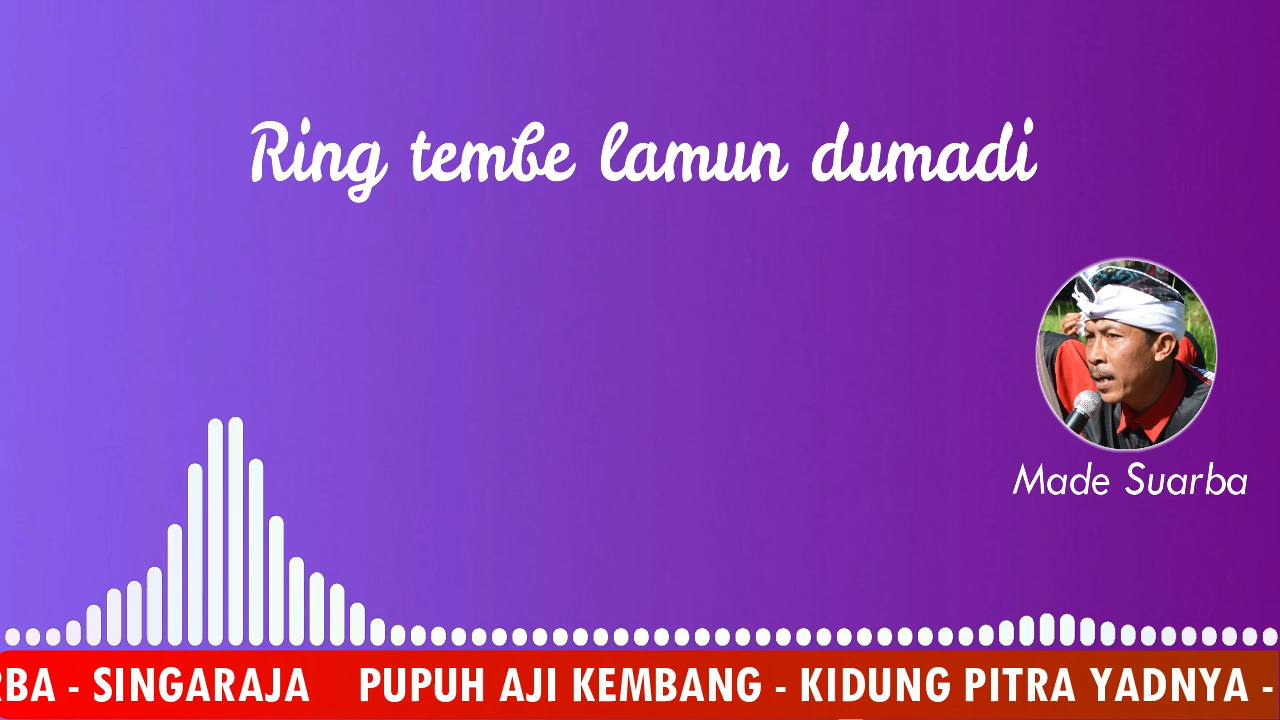 Ring tembe lamun dumadi
Made Suarba
RBA - SINGARAJA PUPUH AJI KEMBANG - KIDUNG PITRA YADNYA -